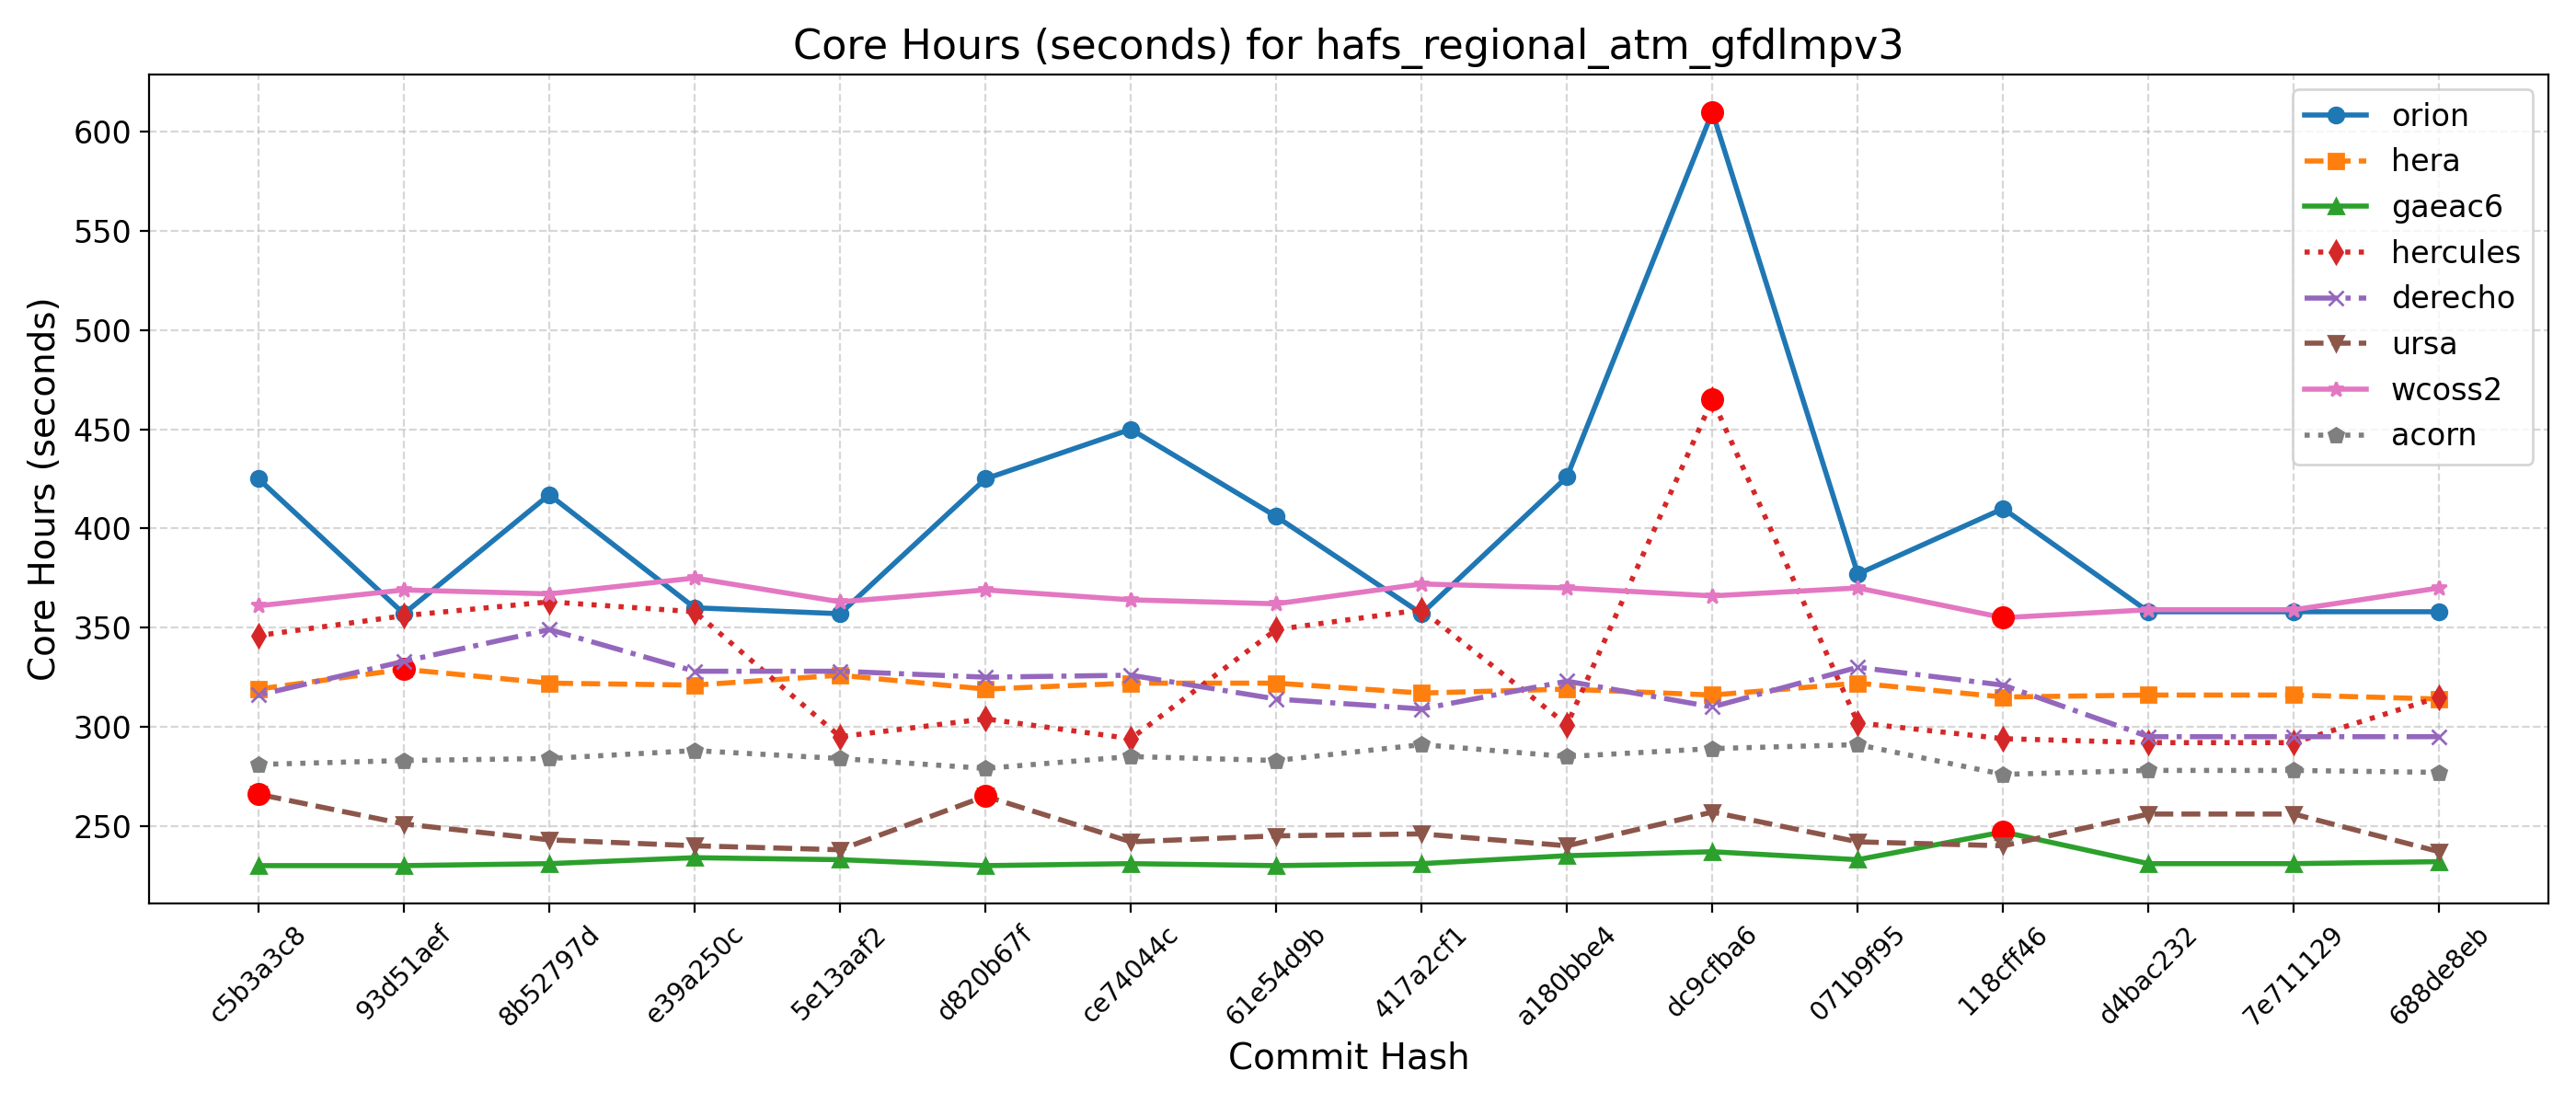 Core Hours (seconds) for hafs_regional_atm_gfdlmpv3
Core Hours (seconds)
600
550
500
450
400
350
300
250
orion
hera
gaeac6
hercules
derecho
ursa
wcoss2
acorn
c5b3a3c8
93d51aef
8b52797d
e39a250c
5e13aaf2
d820b67f
ce74044c
61e54d9b
417a2cf1
a180bbe4
dc9cfba6
071b9f95
118cff46
d4bac232
7e711129
688de8eb
Commit Hash